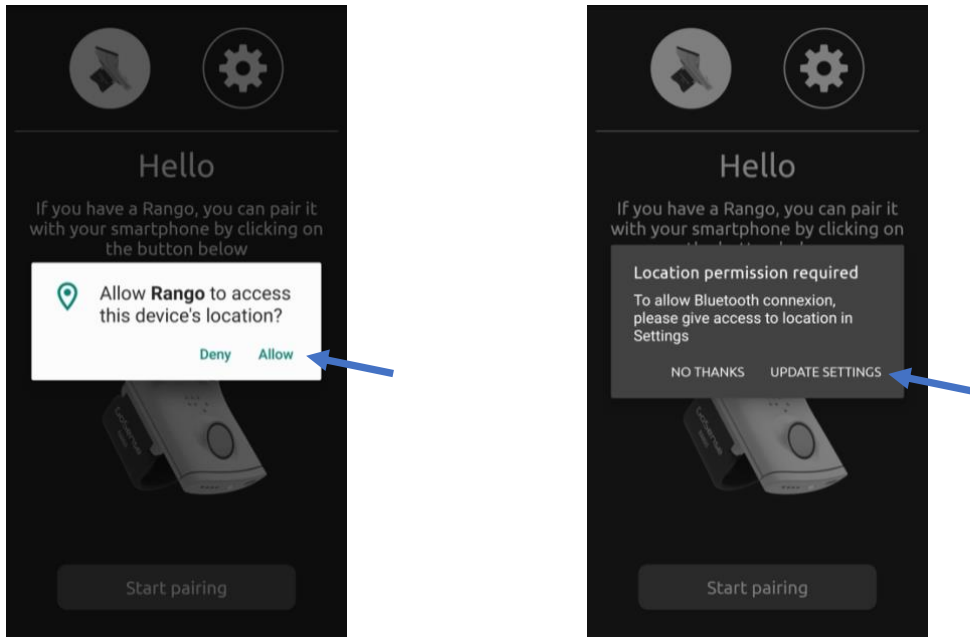 Hello
If you have a Rango, you can pair it
with your smartphone by clicking on
the button below
Allow Rango to access
this device's location?
Deny Allow
Start pairing
Hello
If you have a Rango, you can pair it
with your smartphone by clicking on
Location permission required
To allow Bluetooth connexion,
please give access to location in
Settings
NO THANKS UPDATE SETTINGS
Start pairing